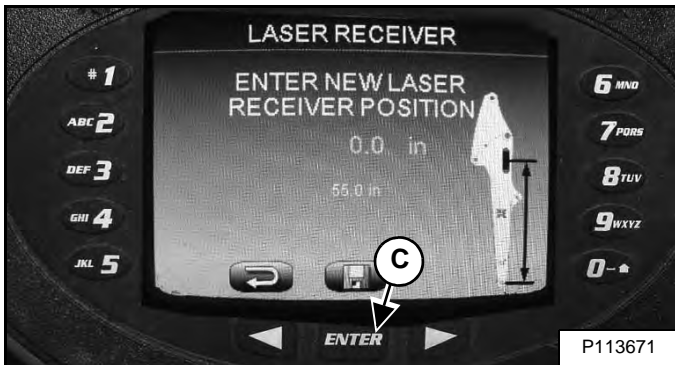 LASER RECEIVER
ENTER NEW LASER
RECEIVER POSITION
0.0 in
55.0 in
# 1
ABC 2
DEF 3
GHI 4
JKL 5
6 MNO
7 PQRS
8 TUV
9 WXYZ
0-
C
ENTER
P113671